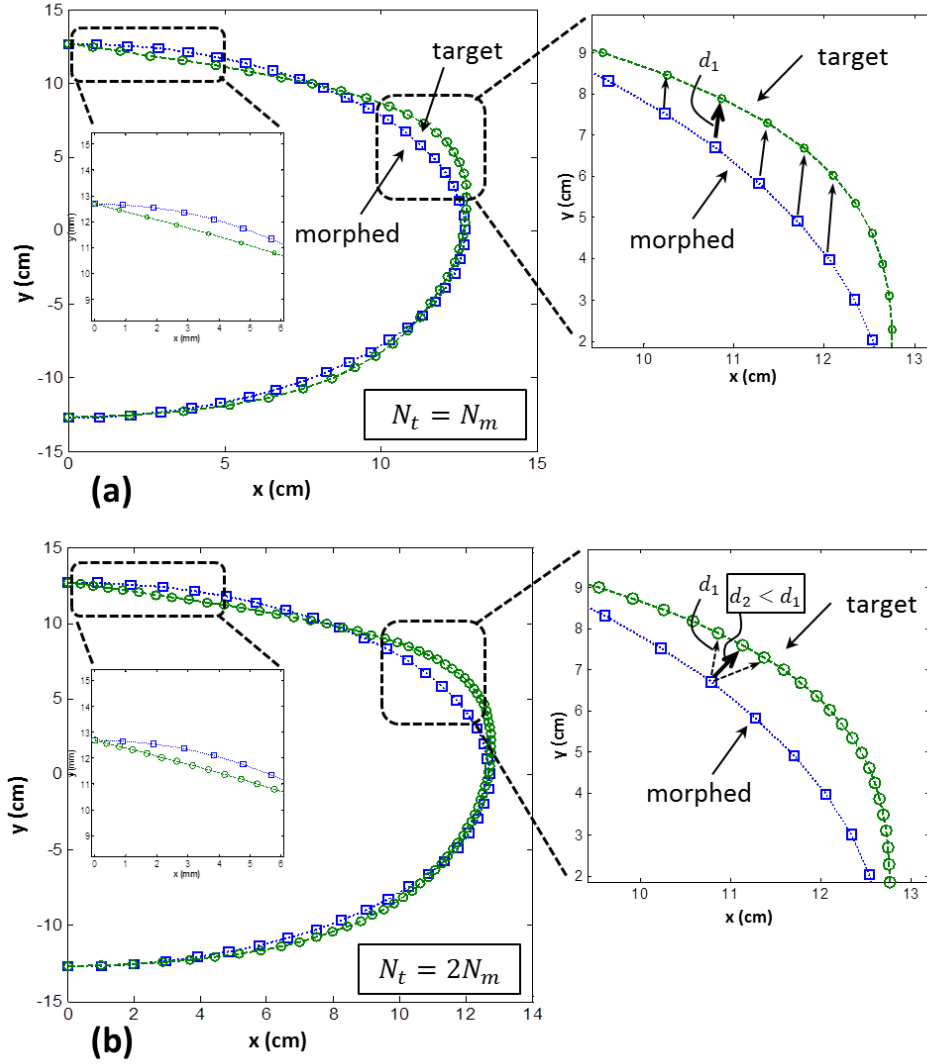 15
10
5
0
-5
-10
-15
y (cm)
0
5
10
15
x (cm)
(a)
target
morphed
N_t = N_m
13
12
11
10
9
y (mm)
0
1
2
3
4
5
6
x (mm)
9
8
7
6
5
4
3
2
y (cm)
10
11
12
13
x (cm)
d_1
target
morphed
15
10
5
0
-5
-10
-15
y (cm)
0
2
4
6
8
10
12
14
x (cm)
(b)
N_t = 2N_m
13
12
11
10
9
y (mm)
0
1
2
3
4
5
6
x (mm)
9
8
7
6
5
4
3
2
y (cm)
10
11
12
13
x (cm)
d_1
d_2 < d_1
target
morphed